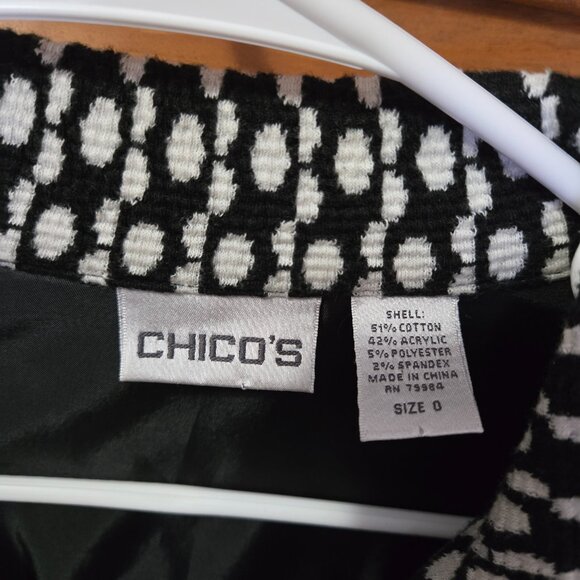 CHICO'S
SHELL:
51% COTTON
42% ACRYLIC
5% POLYESTER
2% SPANDEX
MADE IN CHINA
RN 79984
SIZE 0